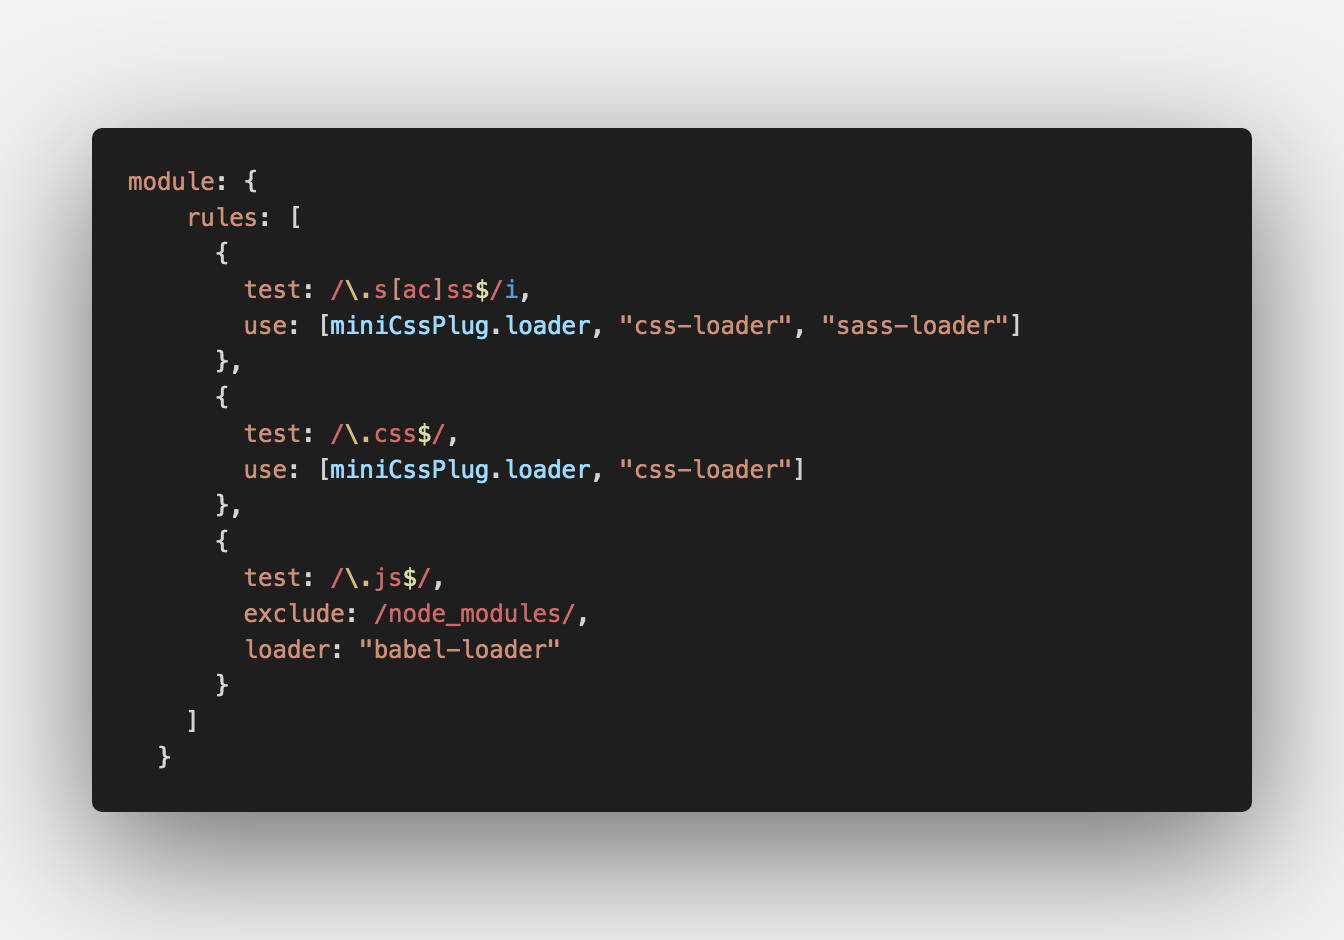 module: {
    rules: [
      {
        test: /\.s[ac]ss$/i,
        use: [miniCssPlug.loader, "css-loader", "sass-loader"]
      },
      {
        test: /\.css$/,
        use: [miniCssPlug.loader, "css-loader"]
      },
      {
        test: /\.js$/,
        exclude: /node_modules/,
        loader: "babel-loader"
      }
    ]
  }